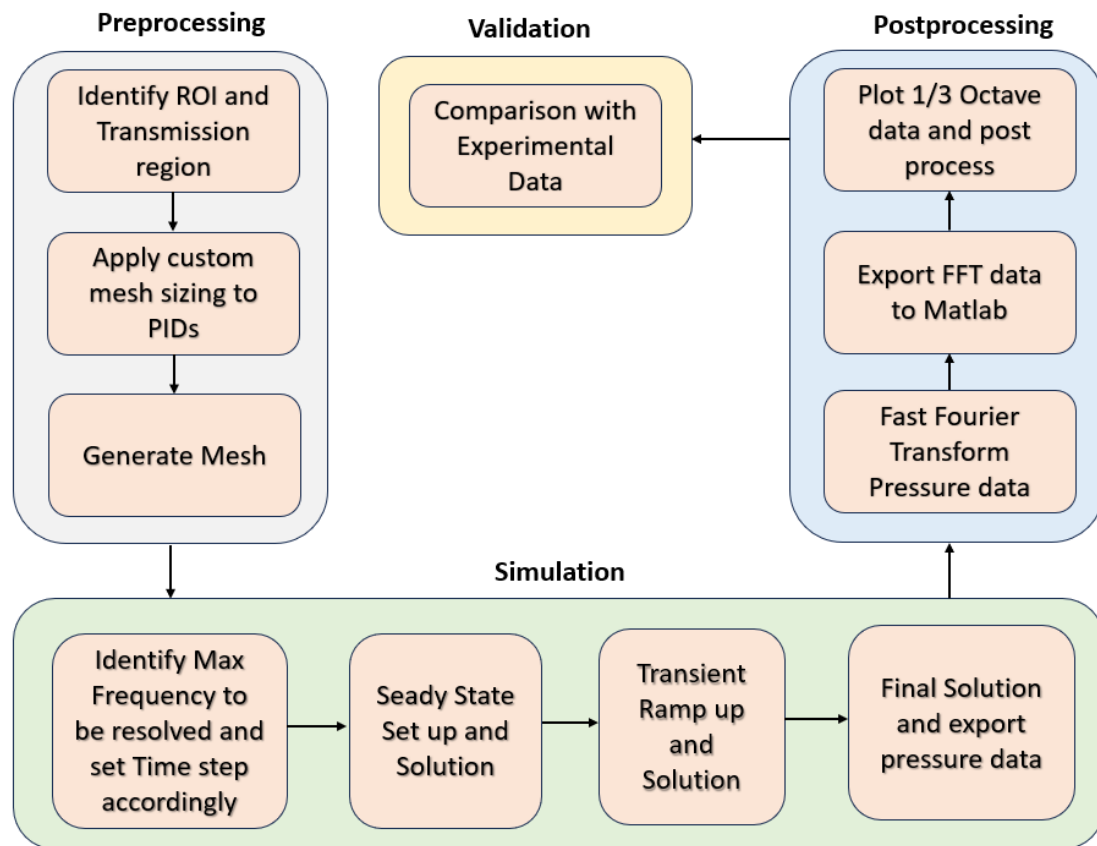 Preprocessing
Identify ROI and
Transmission
region
Apply custom
mesh sizing to
PIDs
Generate Mesh
Validation
Comparison with
Experimental
Data
Postprocessing
Plot 1/3 Octave
data and post
process
Export FFT data
to Matlab
Fast Fourier
Transform
Pressure data
Simulation
Identify Max
Frequency to
be resolved and
set Time step
accordingly
Seady State
Set up and
Solution
Transient
Ramp up
and
Solution
Final Solution
and export
pressure data